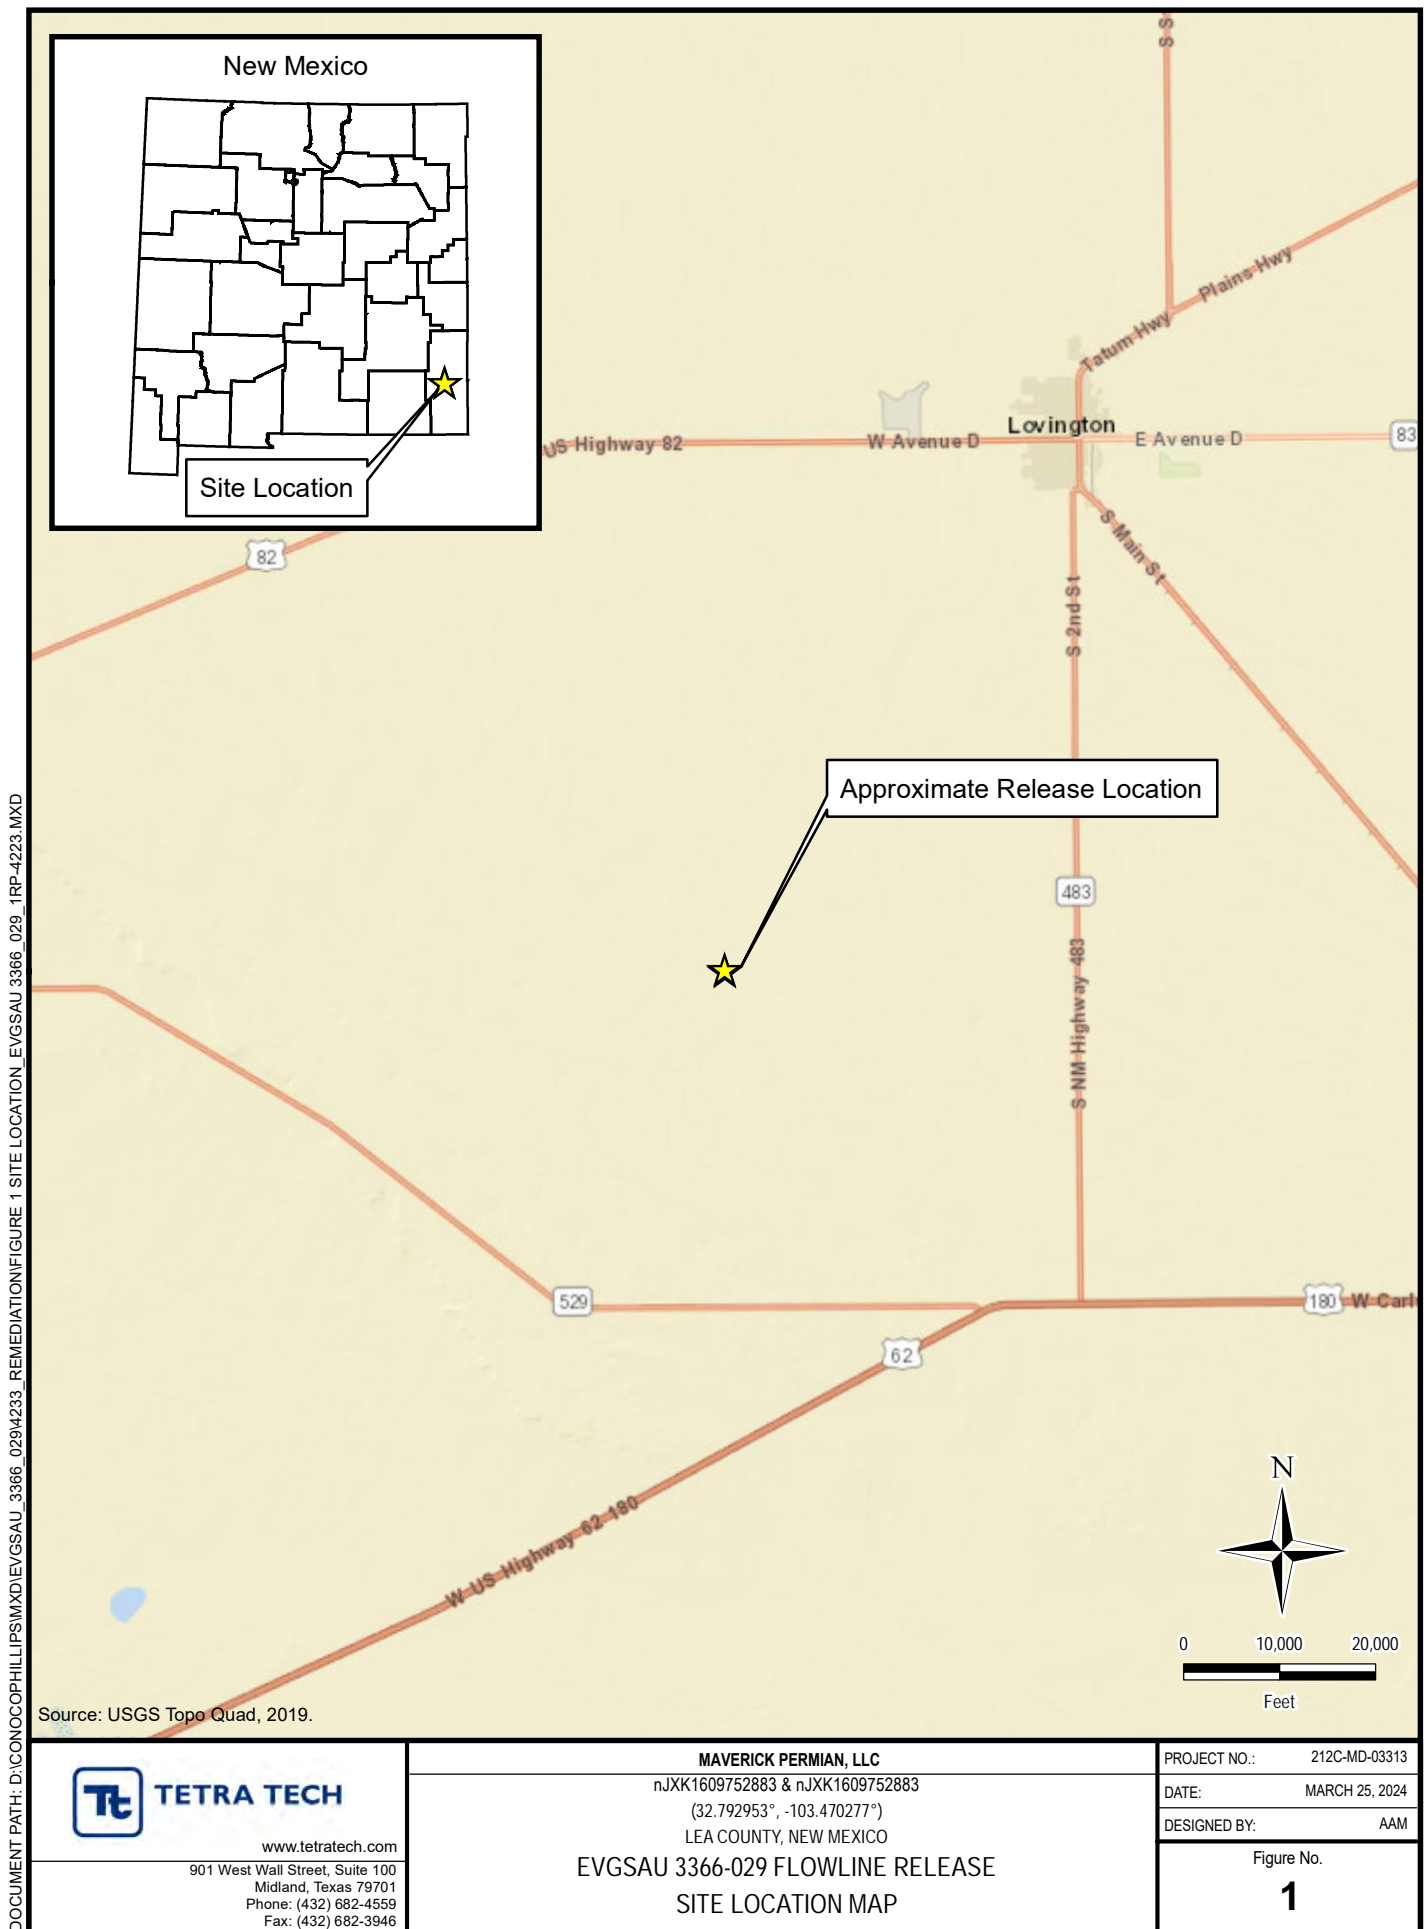 New Mexico
Site Location
S S
Plains Hwy
Tatum Hwy
Lovington
US Highway 82
W Avenue D
E Avenue D
83
82
S Main St
S 2nd St
Approximate Release Location
483
S NM Highway 483
529
180
W Carl
62
W US Highway 62-180
N
0 10,000 20,000
Feet
Source: USGS Topo Quad, 2019.
DOCUMENT PATH: D:\CONOCOPHILLIPS\MXD\EVGSAU_3366_029\4233_REMEDIATION\FIGURE 1 SITE LOCATION_EVGSAU 3366_029_1RP-4223.MXD
Tt TETRA TECH
www.tetratech.com
901 West Wall Street, Suite 100
Midland, Texas 79701
Phone: (432) 682-4559
Fax: (432) 682-3946
MAVERICK PERMIAN, LLC
nJXK1609752883 & nJXK1609752883
(32.792953°, -103.470277°)
LEA COUNTY, NEW MEXICO
EVGSAU 3366-029 FLOWLINE RELEASE
SITE LOCATION MAP
PROJECT NO.: 212C-MD-03313
DATE: MARCH 25, 2024
DESIGNED BY: AAM
Figure No.
1